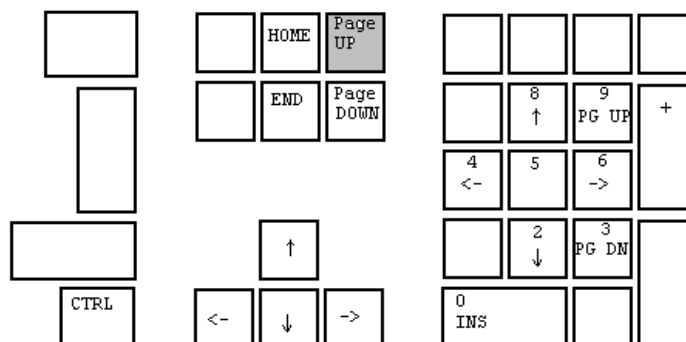 HOME
Page
UP
END
Page
DOWN
8
↑
9
PG UP
+
4
<-
5
6
->
↑
2
↓
3
PG DN
CTRL
<-
↓
->
0
INS